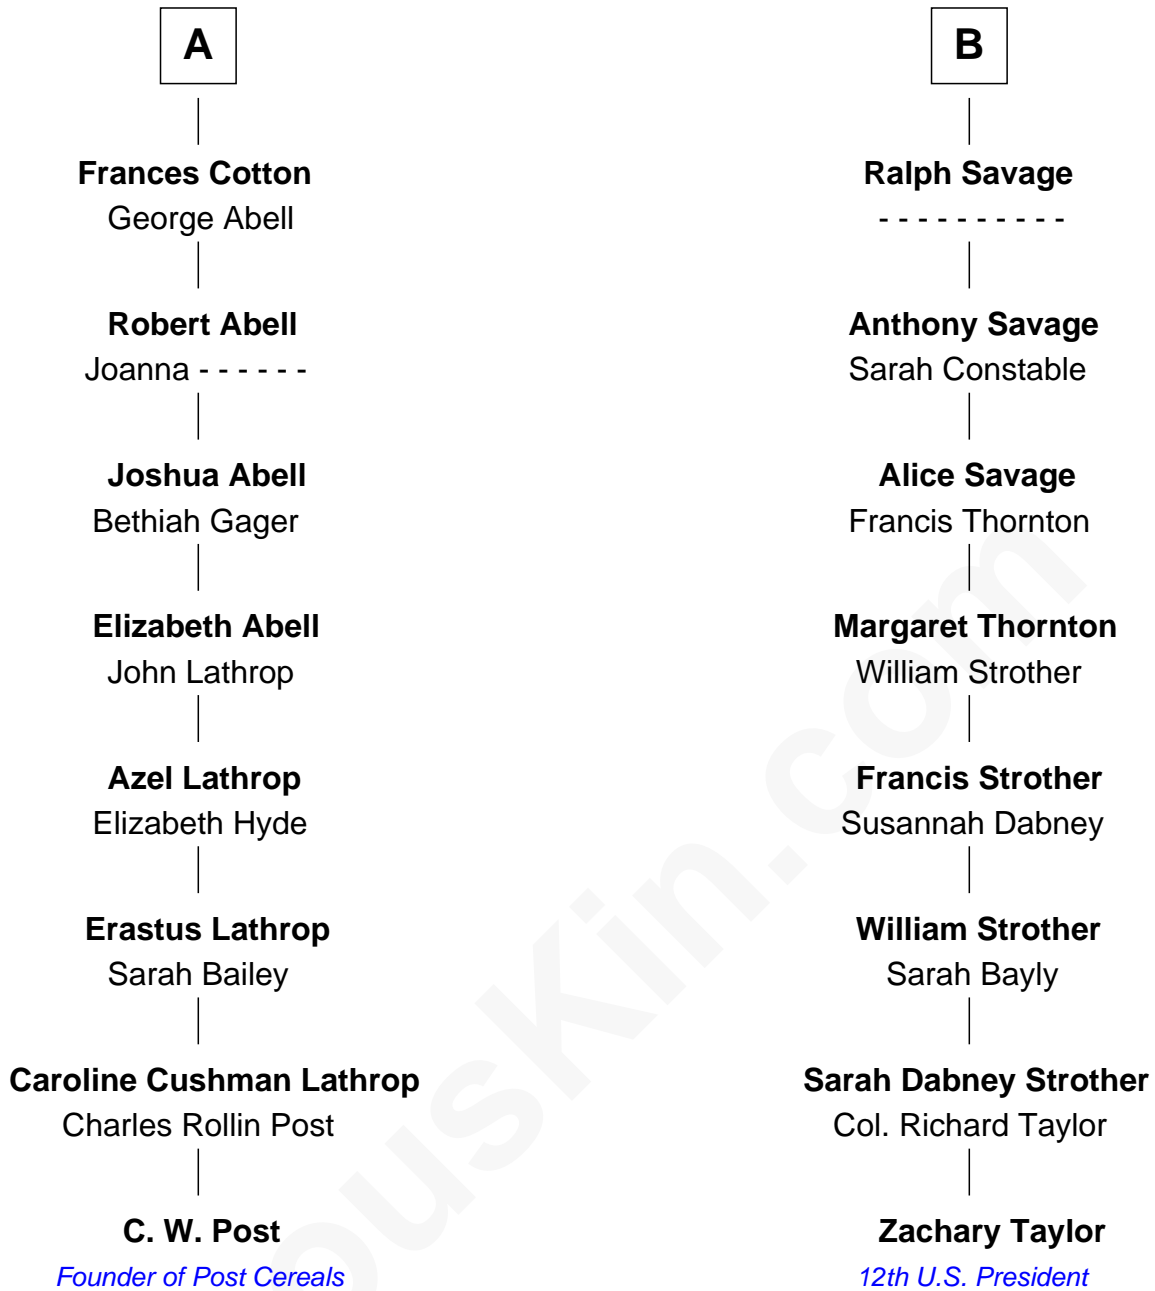 A
B
Frances Cotton
George Abell
Ralph Savage
- - - - - - - - - -
Robert Abell
Joanna - - - - - -
Anthony Savage
Sarah Constable
Joshua Abell
Bethiah Gager
Alice Savage
Francis Thornton
Elizabeth Abell
John Lathrop
Margaret Thornton
William Strother
Azel Lathrop
Elizabeth Hyde
Francis Strother
Susannah Dabney
Erastus Lathrop
Sarah Bailey
William Strother
Sarah Bayly
Caroline Cushman Lathrop
Charles Rollin Post
Sarah Dabney Strother
Col. Richard Taylor
C. W. Post
Founder of Post Cereals
Zachary Taylor
12th U.S. President